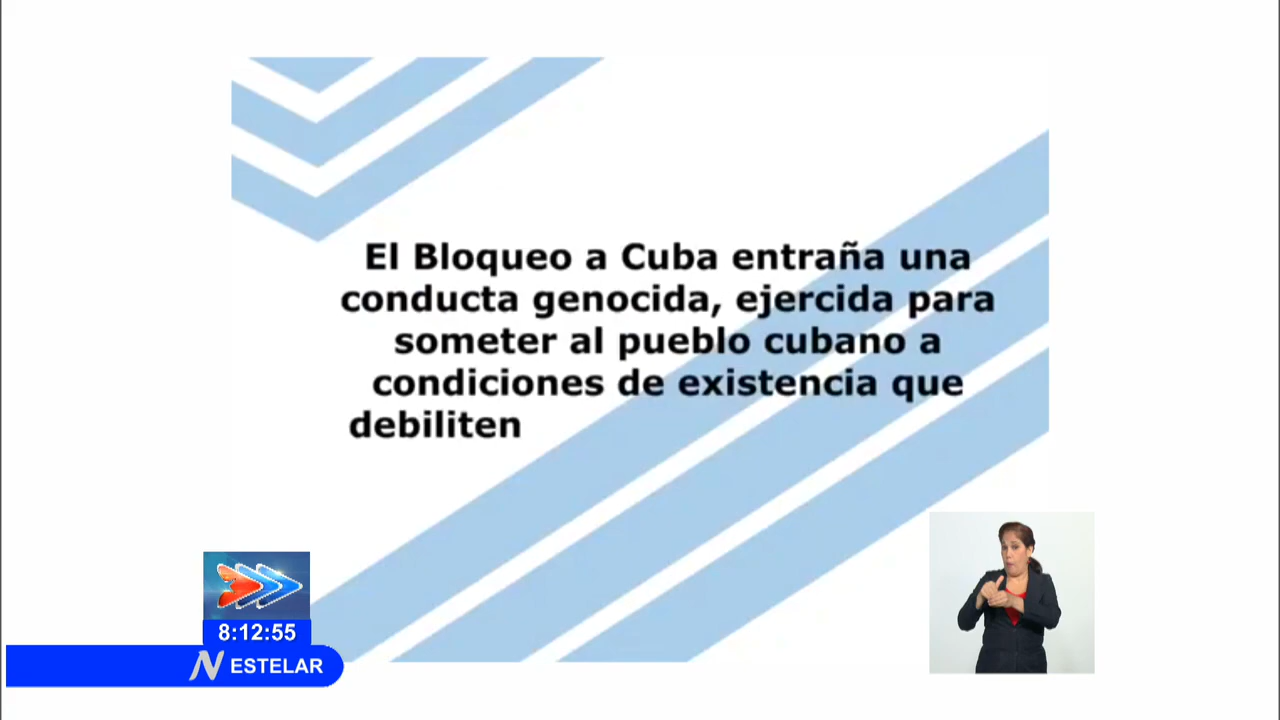 El Bloqueo a Cuba entraña una
conducta genocida, ejercida para
someter al pueblo cubano a
condiciones de existencia que
debiliten
8:12:55
N ESTELAR